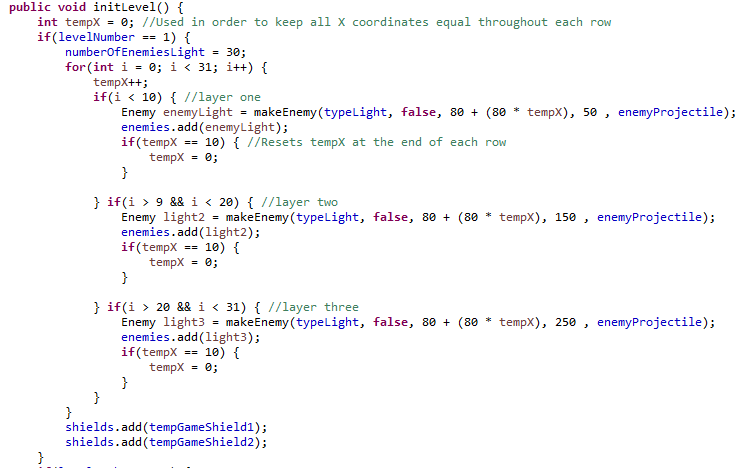 public void initLevel() {
    int tempX = 0; //Used in order to keep all X coordinates equal throughout each row
    if(levelNumber == 1) {
        numberOfEnemiesLight = 30;
        for(int i = 0; i < 31; i++) {
            tempX++;
            if(i < 10) { //layer one
                Enemy enemyLight = makeEnemy(typeLight, false, 80 + (80 * tempX), 50 , enemyProjectile);
                enemies.add(enemyLight);
                if(tempX == 10) { //Resets tempX at the end of each row
                    tempX = 0;
                }
            } if(i > 9 && i < 20) { //layer two
                Enemy light2 = makeEnemy(typeLight, false, 80 + (80 * tempX), 150 , enemyProjectile);
                enemies.add(light2);
                if(tempX == 10) {
                    tempX = 0;
                }
            } if(i > 20 && i < 31) { //layer three
                Enemy light3 = makeEnemy(typeLight, false, 80 + (80 * tempX), 250 , enemyProjectile);
                enemies.add(light3);
                if(tempX == 10) {
                    tempX = 0;
                }
            }
        }
        shields.add(tempGameShield1);
        shields.add(tempGameShield2);
    }